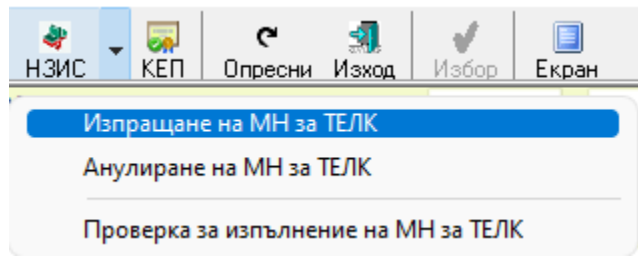 НЗИС КЕП Опресни Изход Избор Екран
Изпращане на МН за ТЕЛК
Анулиране на МН за ТЕЛК
Проверка за изпълнение на МН за ТЕЛК